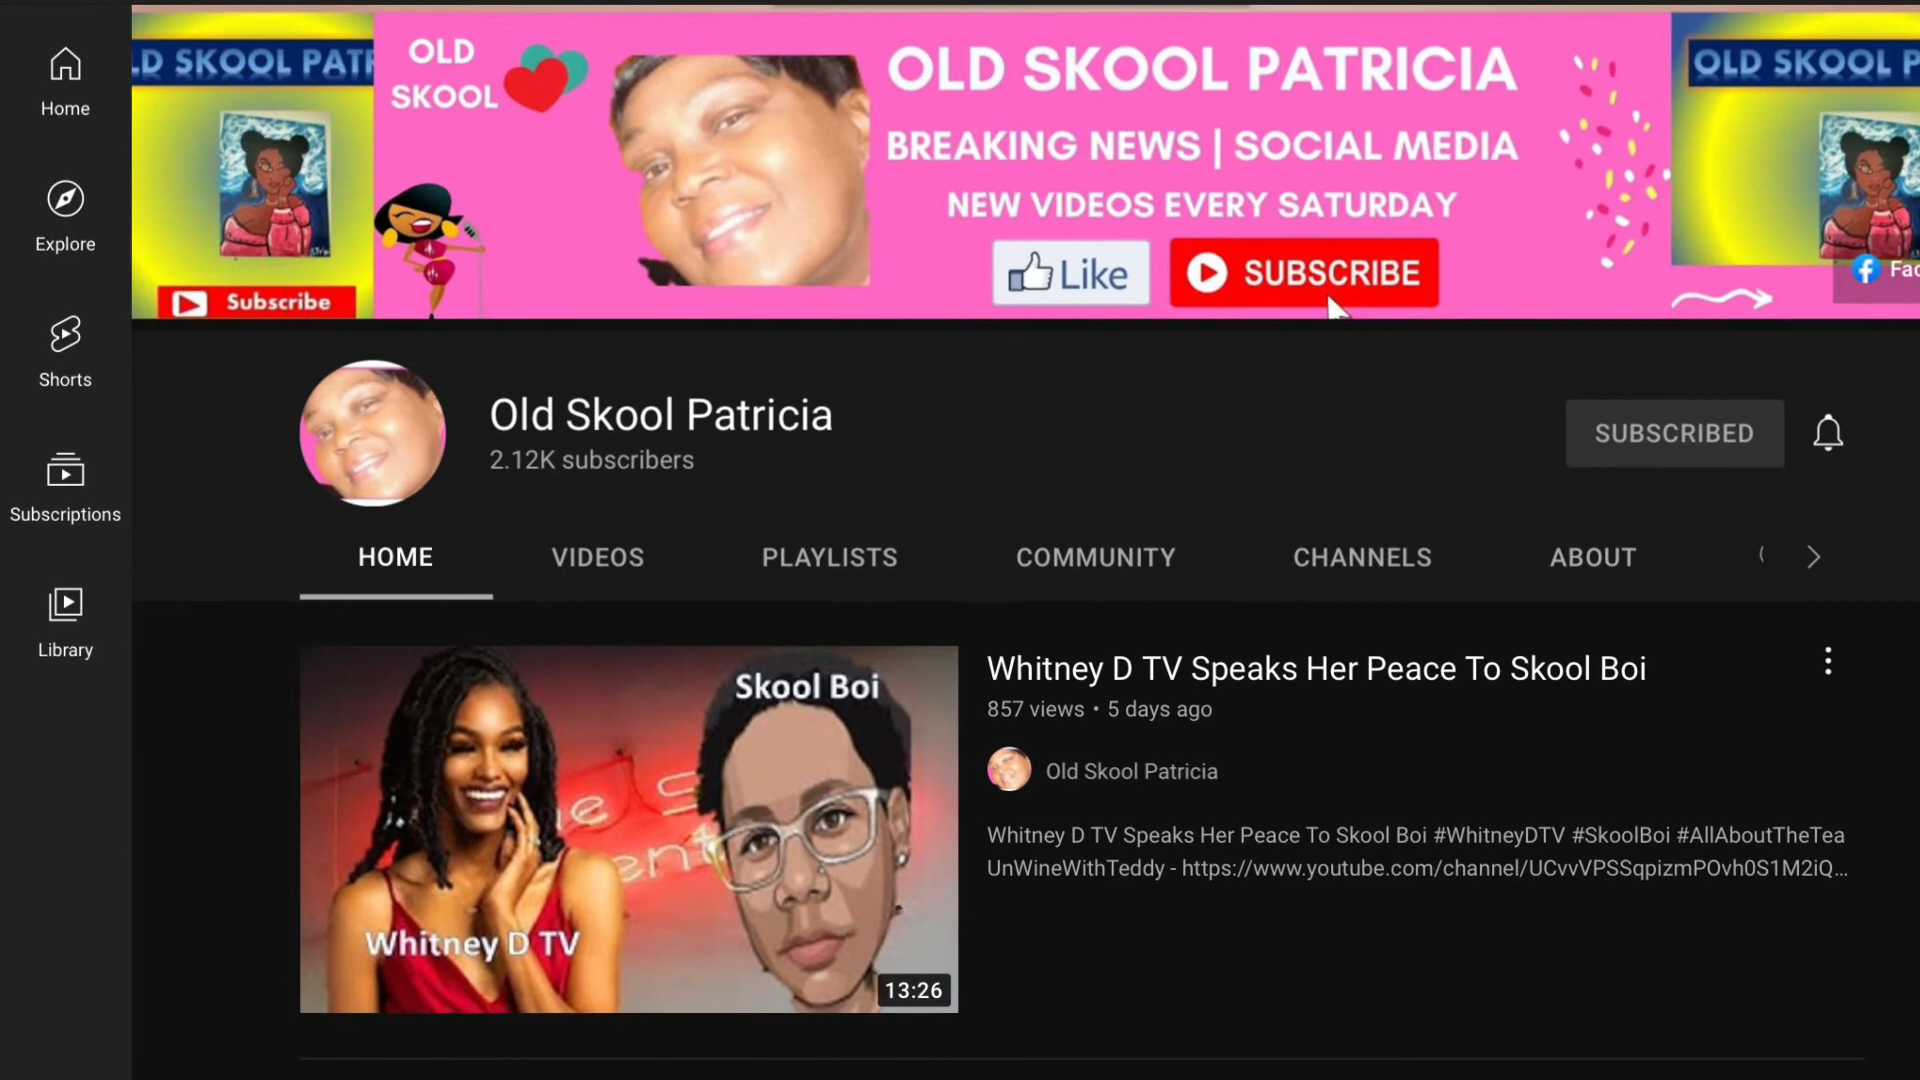 Home
Explore
Shorts
Subscriptions
Library
LD SKOOL PAT
Subscribe
OLD
SKOOL
OLD SKOOL PATRICIA
BREAKING NEWS | SOCIAL MEDIA
NEW VIDEOS EVERY SATURDAY
Like
SUBSCRIBE
OLD SKOOL P
Fac
Old Skool Patricia
2.12K subscribers
SUBSCRIBED
HOME VIDEOS PLAYLISTS COMMUNITY CHANNELS ABOUT
Skool Boi
Whitney D TV
13:26
Whitney D TV Speaks Her Peace To Skool Boi
857 views • 5 days ago
Old Skool Patricia
Whitney D TV Speaks Her Peace To Skool Boi #WhitneyDTV #SkoolBoi #AllAboutTheTea
UnWineWithTeddy - https://www.youtube.com/channel/UCvvVPSSqpizmPOvh0S1M2iQ...